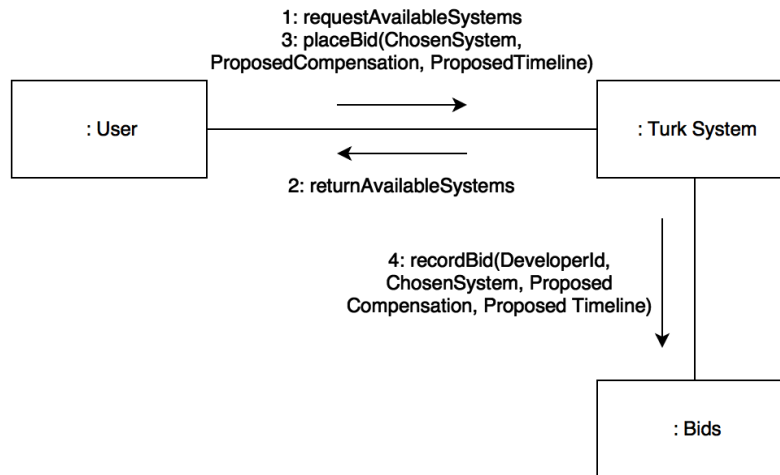 1: requestAvailableSystems
3: placeBid(ChosenSystem,
ProposedCompensation, ProposedTimeline)
: User
: Turk System
2: returnAvailableSystems
4: recordBid(DeveloperId,
ChosenSystem, Proposed
Compensation, Proposed Timeline)
: Bids